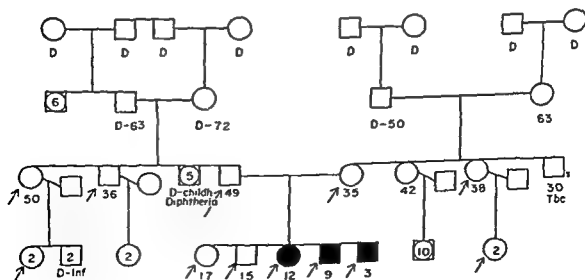 D D D D D D D D
6
D-63 D-72 D-50 63
5
50 36 D-childh 49 35 42 38 30
Diphtheria Tbc
2 2 2 10 2
D-Inf
17 15 12 9 3